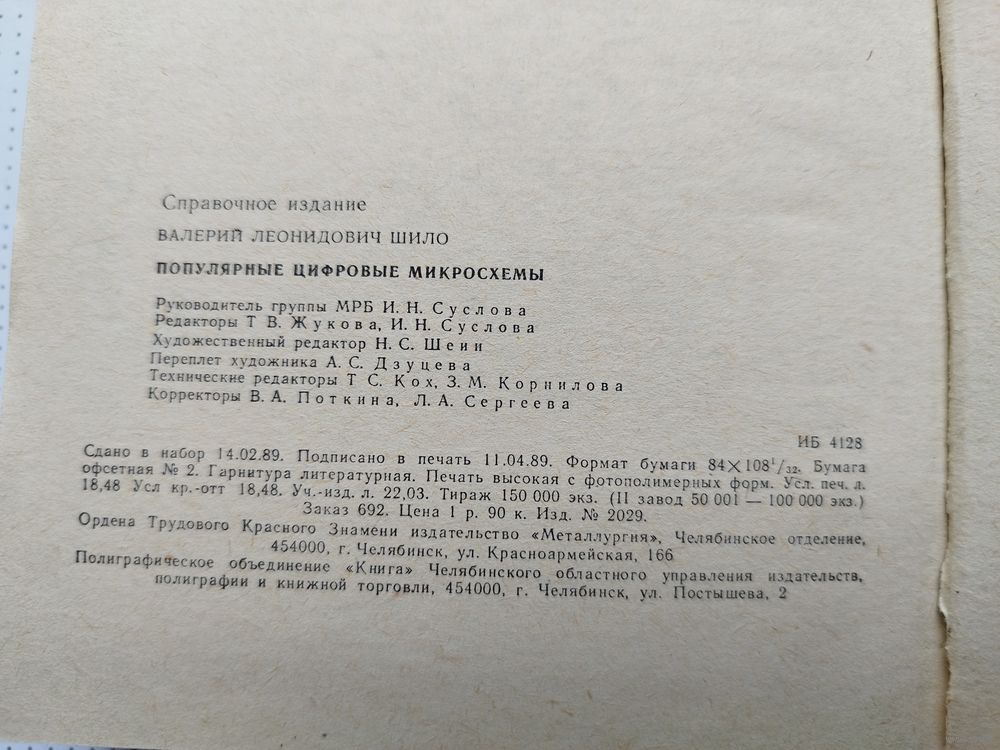 Справочное издание
ВАЛЕРИЙ ЛЕОНИДОВИЧ ШИЛО
ПОПУЛЯРНЫЕ ЦИФРОВЫЕ МИКРОСХЕМЫ
Руководитель группы МРБ И. Н. Суслова
Редакторы Т В. Жукова, И. Н. Суслова
Художественный редактор Н. С. Шеии
Переплет художника А. С. Дзуцева
Технические редакторы Т С. Кох, З. М. Корнилова
Корректоры В. А. Поткина, Л. А. Сергеева
ИБ 4128
Сдано в набор 14.02.89. Подписано в печать 11.04.89. Формат бумаги 84×108¹/₃₂. Бумага
офсетная № 2. Гарнитура литературная. Печать высокая с фотополимерных форм. Усл. печ. л.
18,48 Усл кр.-отт 18,48. Уч.-изд. л. 22,03. Тираж 150 000 экз. (II завод 50 001 — 100 000 экз.)
Заказ 692. Цена 1 р. 90 к. Изд. № 2029.
Ордена Трудового Красного Знамени издательство «Металлургия», Челябинское отделение,
454000, г. Челябинск, ул. Красноармейская, 166
Полиграфическое объединение «Книга» Челябинского областного управления издательств,
полиграфии и книжной торговли, 454000, г. Челябинск, ул. Постышева, 2